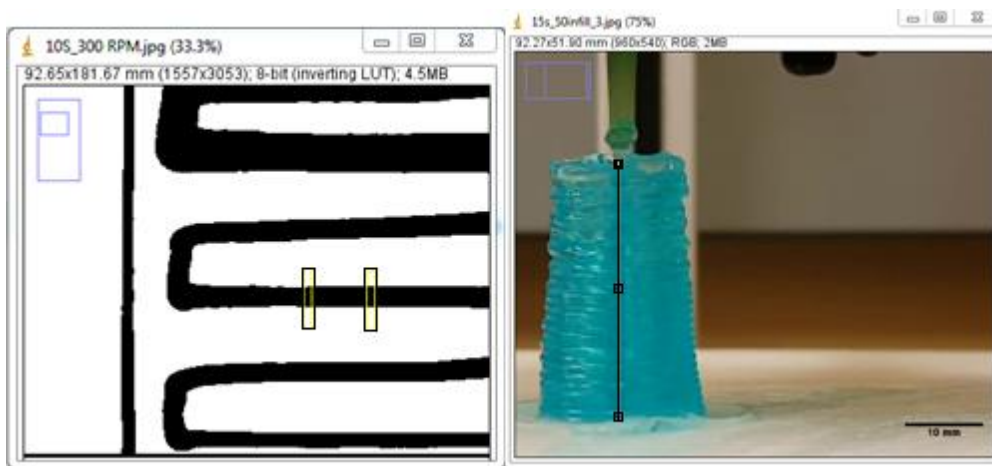 10S_300 RPM.jpg (33.3%)
92.65x181.67 mm (1557x3053); 8-bit (inverting LUT); 4.5MB
15s_50infill_3.jpg (75%)
92.27x51.90 mm (960x540); RGB; 2MB
10 mm